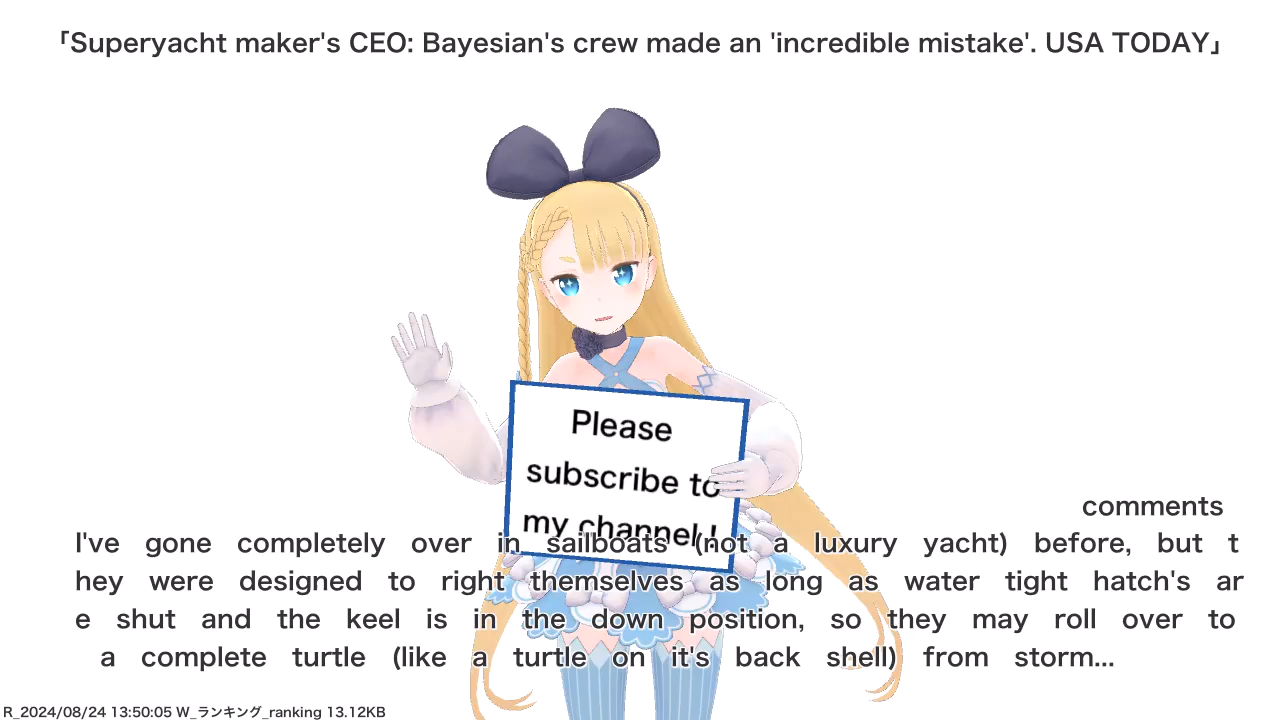 「Superyacht maker's CEO: Bayesian's crew made an 'incredible mistake'. USA TODAY」
Please
subscribe to
my channel !
comments
I've gone completely over in sailboats (not a luxury yacht) before, but t
hey were designed to right themselves as long as water tight hatch's ar
e shut and the keel is in the down position, so they may roll over to
a complete turtle (like a turtle on it's back shell) from storm...
R_2024/08/24 13:50:05 W_ランキング_ranking 13.12KB